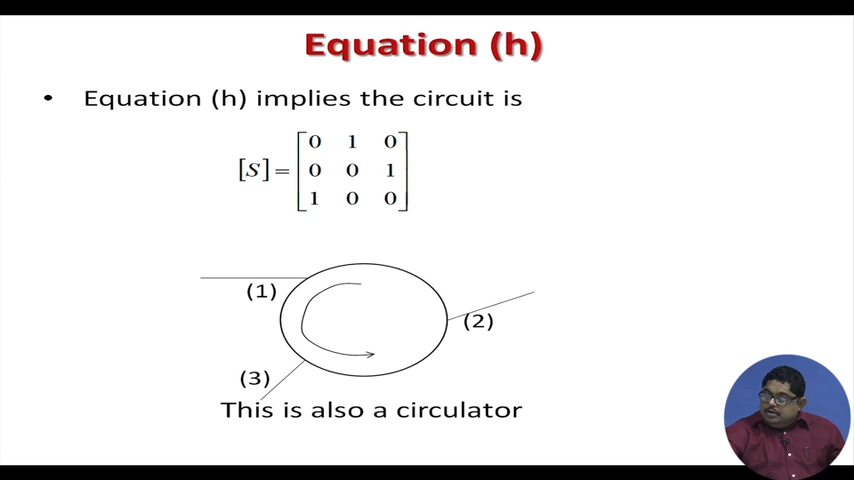 Equation (h)
• Equation (h) implies the circuit is
[S] = [0 1 0
0 0 1
1 0 0]
(1)
(2)
(3)
This is also a circulator